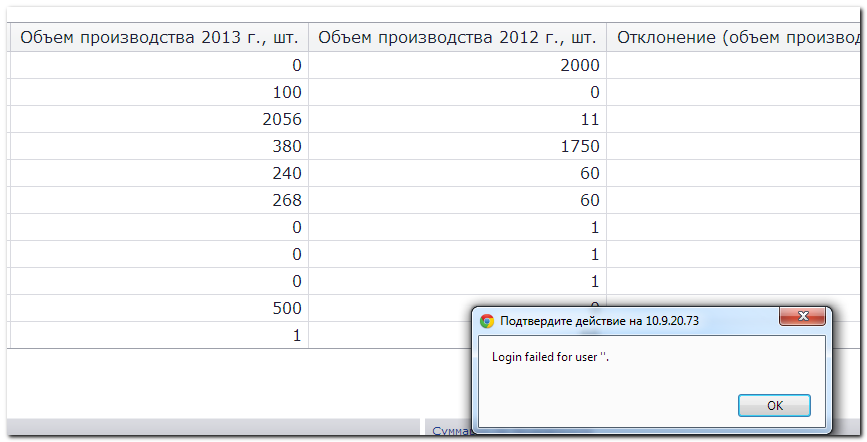 Объем производства 2013 г., шт. Объем производства 2012 г., шт. Отклонение (объем производ
0 2000
100 0
2056 11
380 1750
240 60
268 60
0 1
0 1
0 1
500
1
Подтвердите действие на 10.9.20.73
Login failed for user ''.
OK